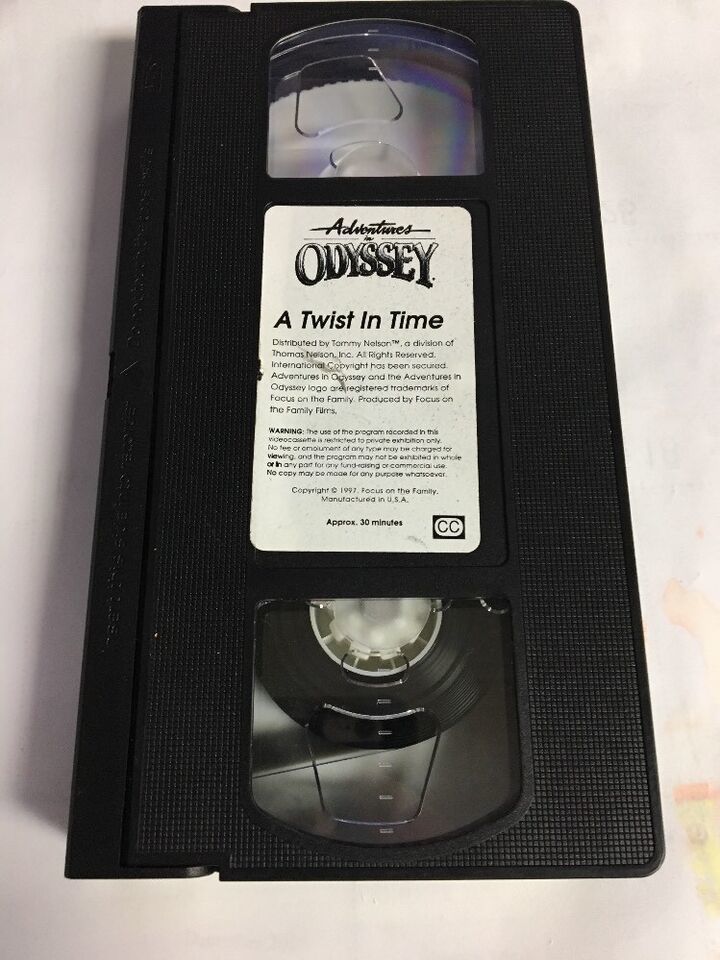 Adventures
in
ODYSSEY
A Twist In Time
Distributed by Tommy Nelson™, a division of
Thomas Nelson, Inc. All Rights Reserved.
International Copyright has been secured.
Adventures in Odyssey and the Adventures in
Odyssey logo are registered trademarks of
Focus on the Family. Produced by Focus on
the Family Films.
WARNING: The use of the program recorded in this
videocassette is restricted to private exhibition only.
No fee or emolument of any type may be charged for
viewing, and the program may not be exhibited in whole
or in any part for any fund-raising or commercial use.
No copy may be made for any purpose whatsoever.
Copyright © 1997, Focus on the Family.
Manufactured in U.S.A.
Approx. 30 minutes
CC